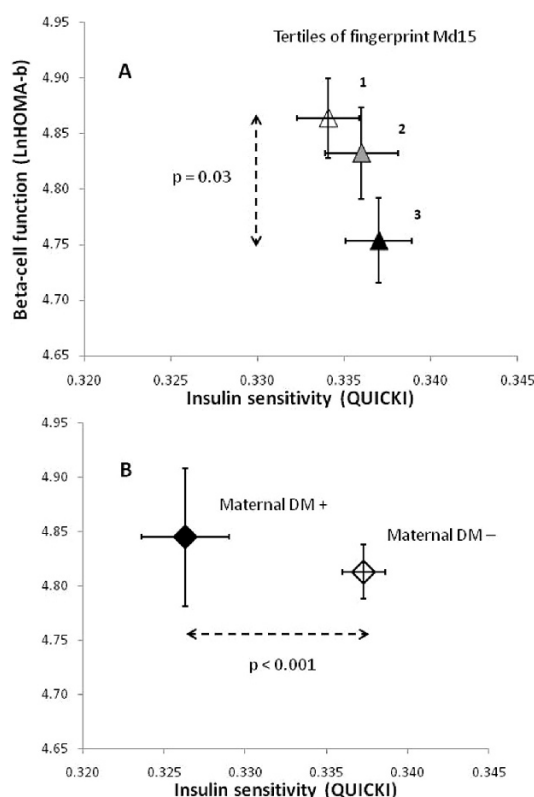 4.95
Tertiles of fingerprint Md15
A
4.90
1
2
4.85
p = 0.03
4.80
3
4.75
4.70
4.65
0.320 0.325 0.330 0.335 0.340 0.345
Insulin sensitivity (QUICKI)
Beta-cell function (LnHOMA-b)
4.95
B
4.90
Maternal DM +
Maternal DM –
4.85
4.80
4.75
p < 0.001
4.70
4.65
0.320 0.325 0.330 0.335 0.340 0.345
Insulin sensitivity (QUICKI)